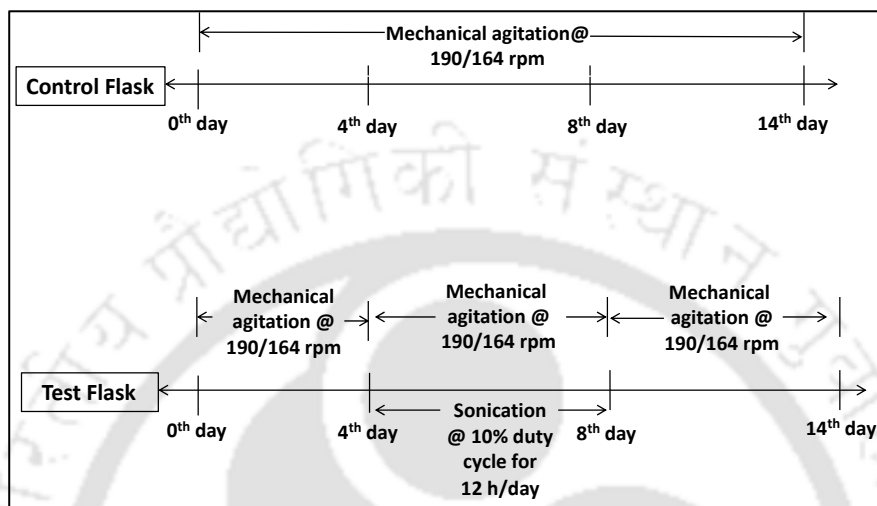 Mechanical agitation@
190/164 rpm
Control Flask
0th day
4th day
8th day
14th day
Mechanical
agitation @
190/164 rpm
Mechanical
agitation @
190/164 rpm
Mechanical
agitation @
190/164 rpm
Test Flask
0th day
4th day
Sonication
@ 10% duty
cycle for
12 h/day
8th day
14th day
प्रौद्योगिकी संस्थान